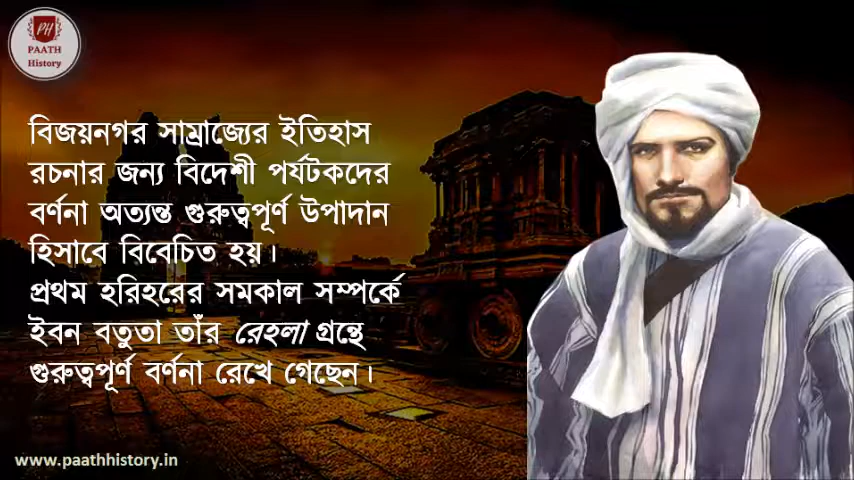 PH
PAATH
History
বিজয়নগর সাম্রাজ্যের ইতিহাস
রচনার জন্য বিদেশী পর্যটকদের
বর্ণনা অত্যন্ত গুরুত্বপূর্ণ উপাদান
হিসাবে বিবেচিত হয়।
প্রথম হরিহরের সমকাল সম্পর্কে
ইবন বতুতা তাঁর রেহলা গ্রন্থে
গুরুত্বপূর্ণ বর্ণনা রেখে গেছেন।
www.paathhistory.in